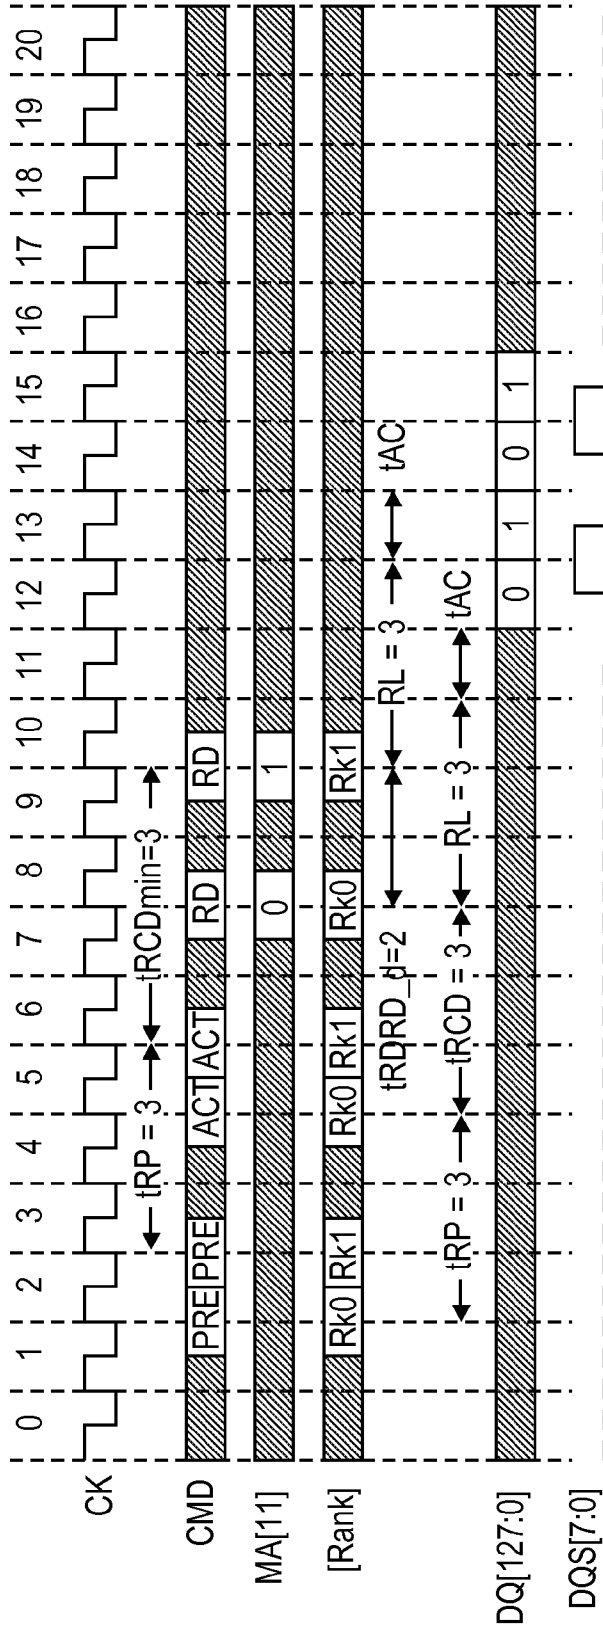 0 1 2 3 4 5 6 7 8 9 10 11 12 13 14 15 16 17 18 19 20
CK
tRP = 3 tRCDmin=3
CMD PRE PRE ACT ACT RD RD
MA[11] 0 1
[Rank] Rk0 Rk1 Rk0 Rk1 Rk0 Rk1
tRDRD_d=2 RL = 3 tAC
tRP = 3 tRCD = 3 RL = 3 tAC
DQ[127:0] 0 1 0 1
DQS[7:0]